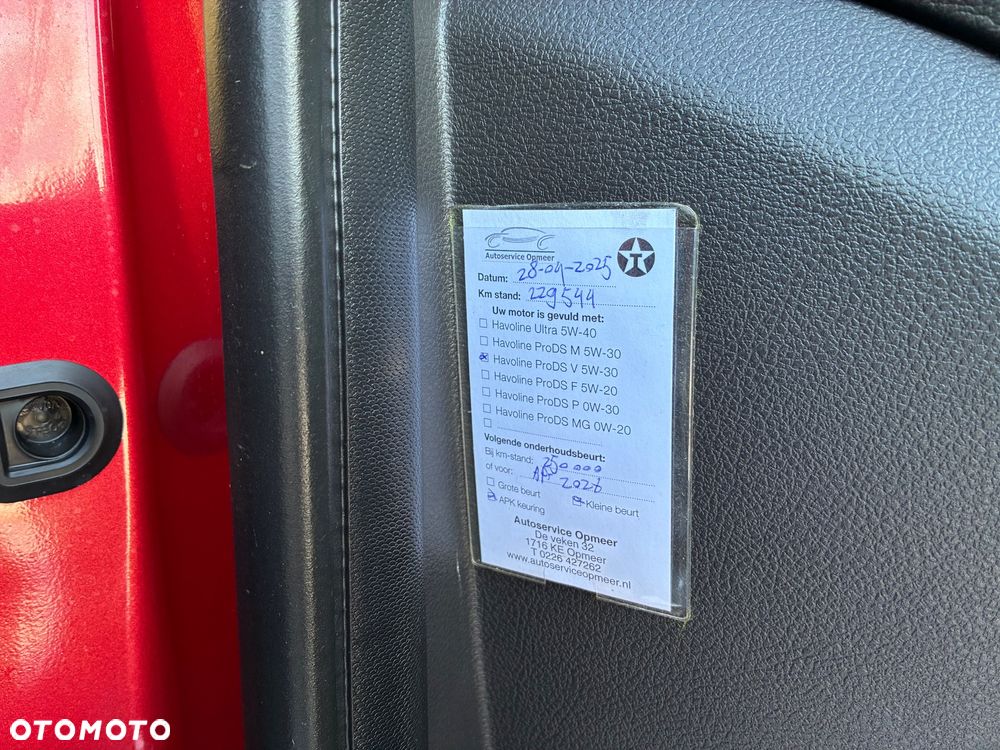 Autoservice Opmeer
T
Datum: 28-04-2025
Km stand: 229544
Uw motor is gevuld met:
Havoline Ultra 5W-40
Havoline ProDS M 5W-30
Havoline ProDS V 5W-30
Havoline ProDS F 5W-20
Havoline ProDS P 0W-30
Havoline ProDS MG 0W-20
Volgende onderhoudsbeurt:
Bij km-stand: 250000
of voor: Apr 2026
Grote beurt
APK keuring Kleine beurt
Autoservice Opmeer
De veken 32
1716 KE Opmeer
T 0226 427262
www.autoserviceopmeer.nl
OTOMOTO